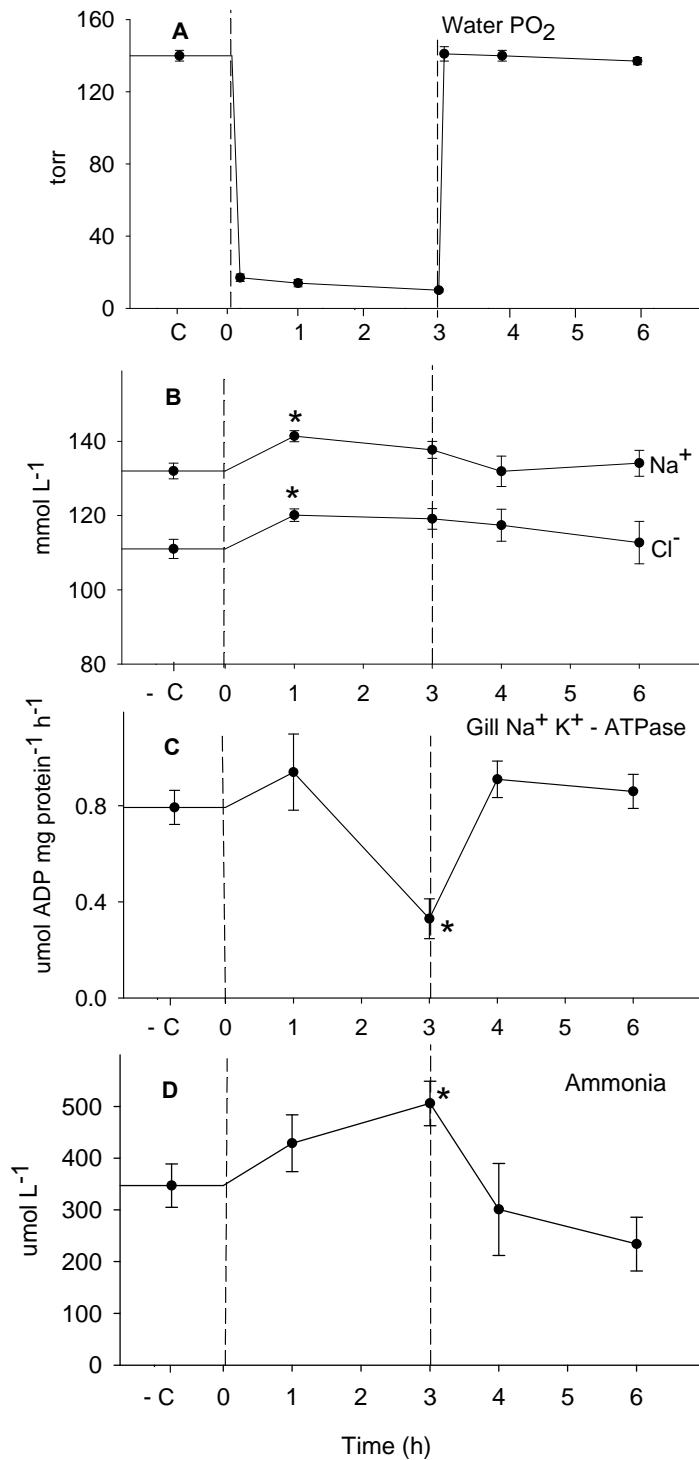 A
Water PO2
torr
160
120
80
40
0
C 0 1 2 3 4 5 6
B
mmol L-1
140
120
100
80
*
*
Na+
Cl-
- C 0 1 2 3 4 5 6
Gill Na+ K+ - ATPase
C
umol ADP mg protein-1 h-1
0.8
0.4
0.0
*
- C 0 1 2 3 4 5 6
D
*
Ammonia
umol L-1
500
400
300
200
100
0
- C 0 1 2 3 4 5 6
Time (h)